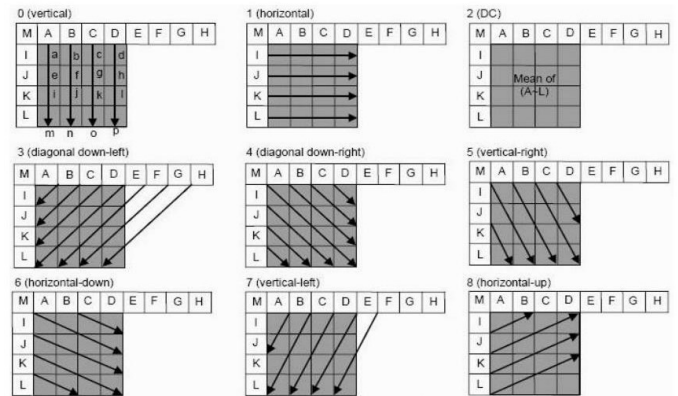 0 (vertical) 1 (horizontal) 2 (DC)
M A B C D E F G H M A B C D E F G H M A B C D E F G H
I a b c d I I
J e f g h J J Mean of
K i j k l K K (A~L)
L L L
m n o p
3 (diagonal down-left) 4 (diagonal down-right) 5 (vertical-right)
M A B C D E F G H M A B C D E F G H M A B C D E F G H
I I I
J J J
K K K
L L L
6 (horizontal-down) 7 (vertical-left) 8 (horizontal-up)
M A B C D E F G H M A B C D E F G H M A B C D E F G H
I I I
J J J
K K K
L L L